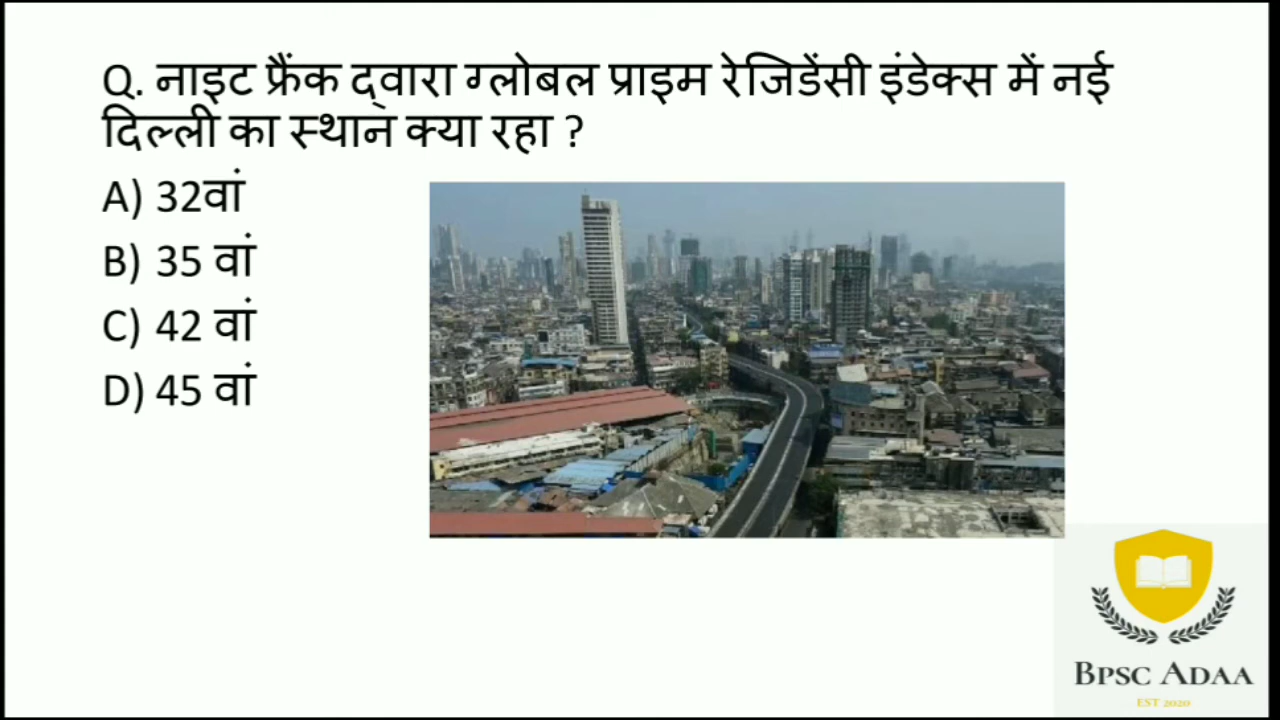 Q. नाइट फ्रैंक द्वारा ग्लोबल प्राइम रेजिडेंसी इंडेक्स में नई
दिल्ली का स्थान क्या रहा ?
A) 32वां
B) 35 वां
C) 42 वां
D) 45 वां
BPSC ADAA
EST 2020